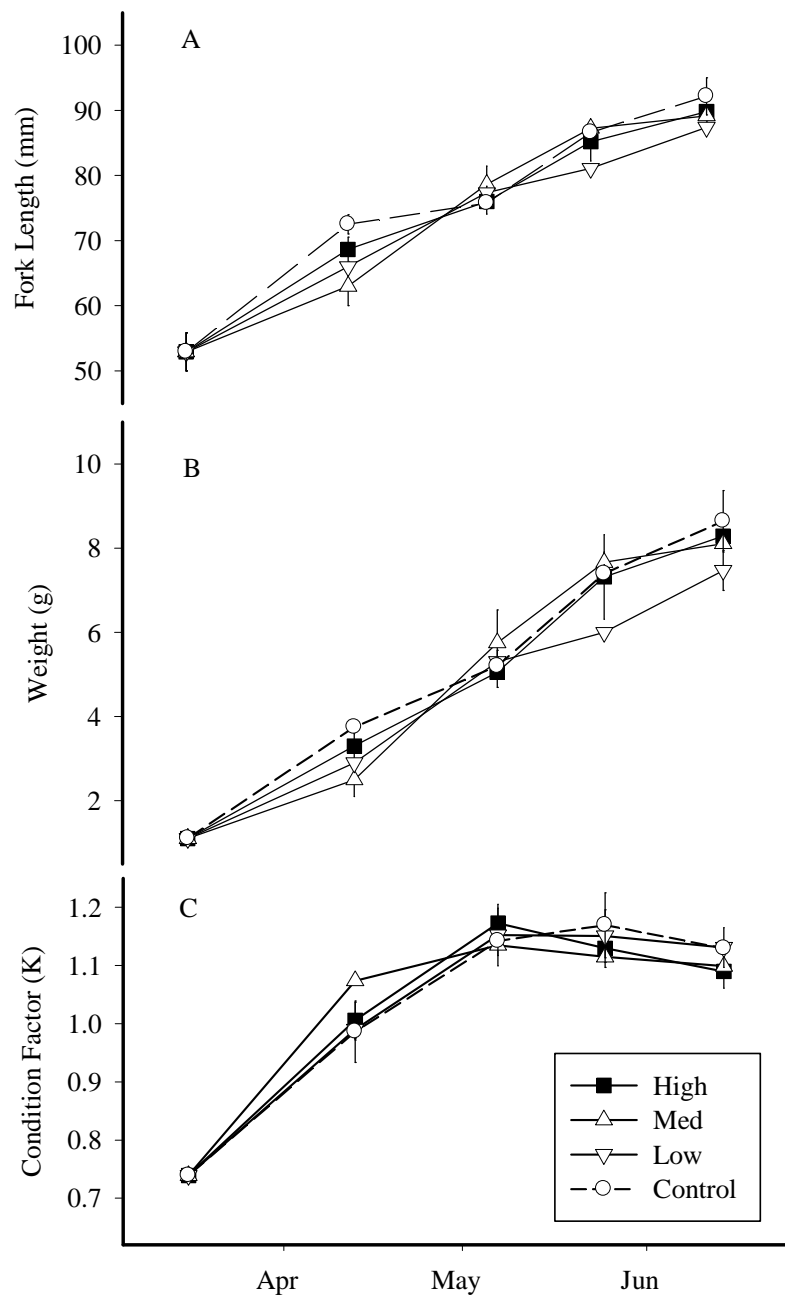 A
100
90
80
70
60
50
Fork Length (mm)
B
10
8
6
4
2
Weight (g)
C
1.2
1.1
1.0
0.9
0.8
0.7
Condition Factor (K)
High
Med
Low
Control
Apr May Jun